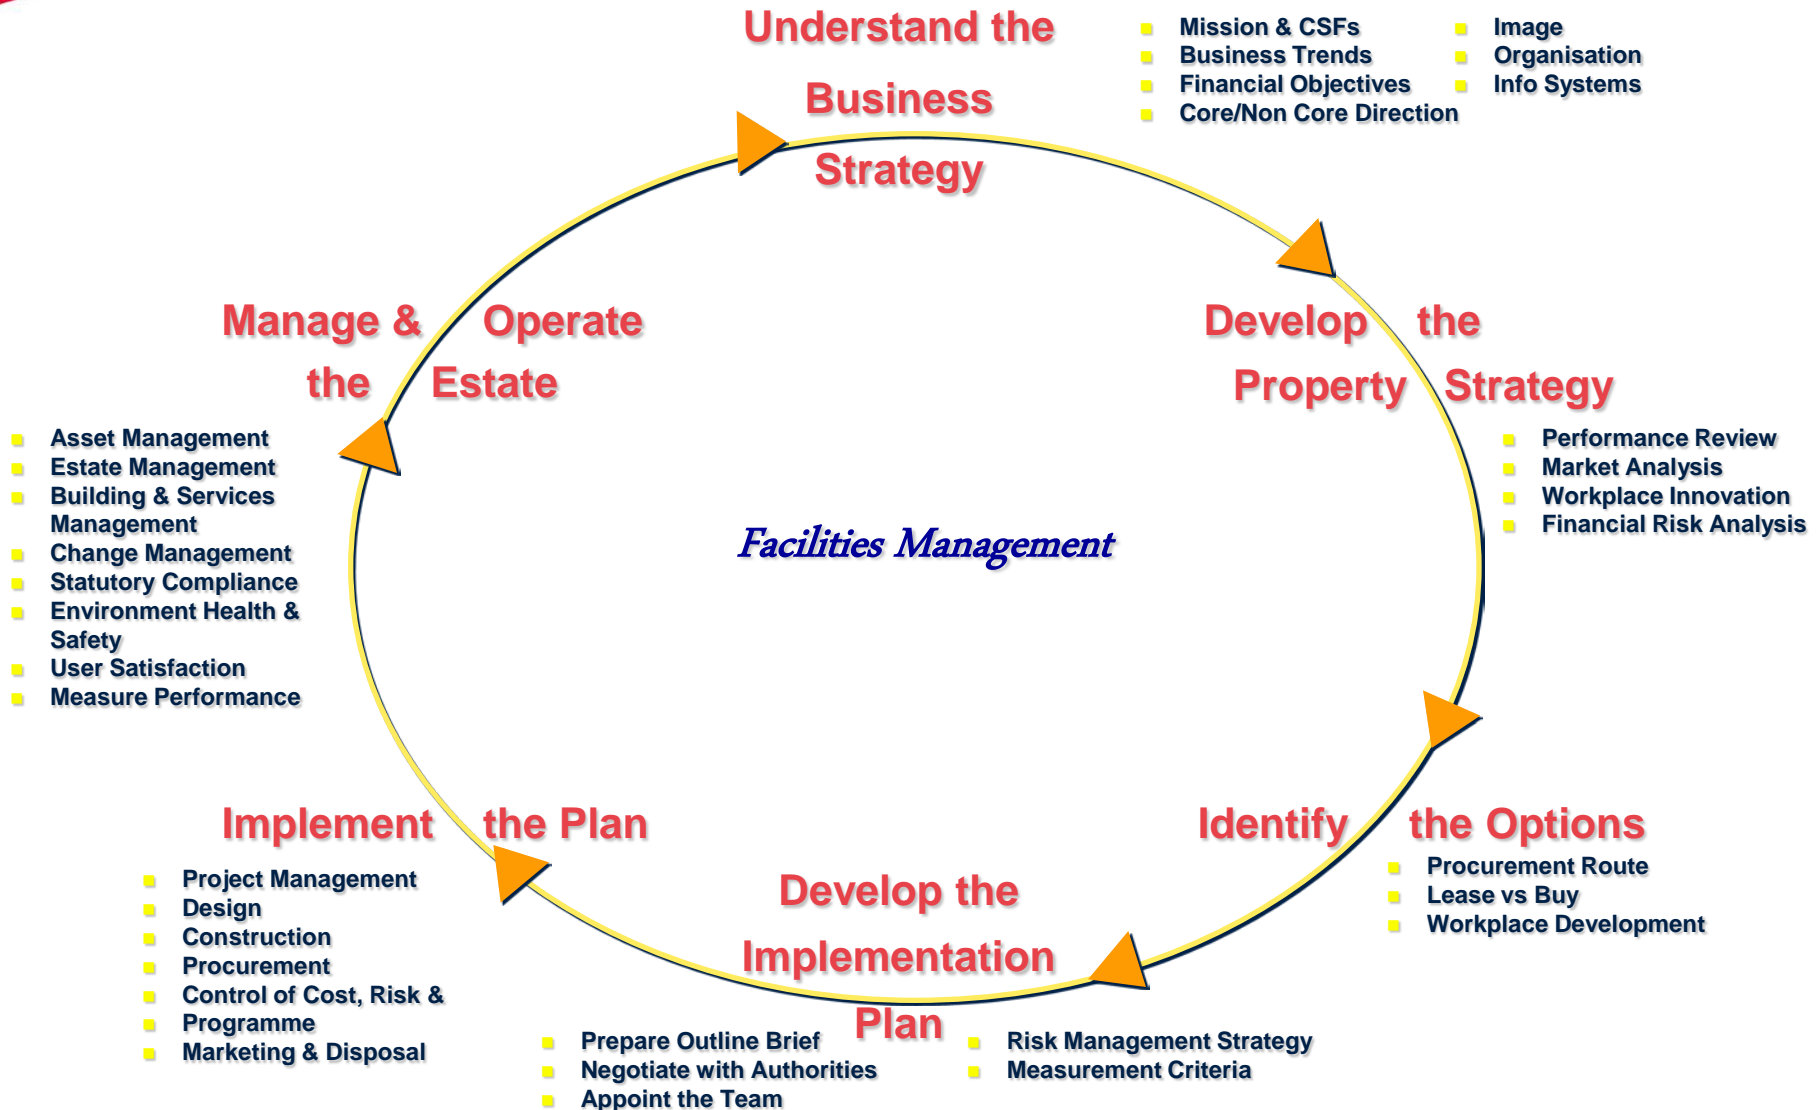 Understand the
Business
Strategy
Mission & CSFs
Business Trends
Financial Objectives
Core/Non Core Direction
Image
Organisation
Info Systems
Develop the
Property Strategy
Performance Review
Market Analysis
Workplace Innovation
Financial Risk Analysis
Identify the Options
Procurement Route
Lease vs Buy
Workplace Development
Develop the
Implementation
Plan
Prepare Outline Brief
Negotiate with Authorities
Appoint the Team
Risk Management Strategy
Measurement Criteria
Implement the Plan
Project Management
Design
Construction
Procurement
Control of Cost, Risk &
Programme
Marketing & Disposal
Manage & Operate
the Estate
Asset Management
Estate Management
Building & Services
Management
Change Management
Statutory Compliance
Environment Health &
Safety
User Satisfaction
Measure Performance
Facilities Management